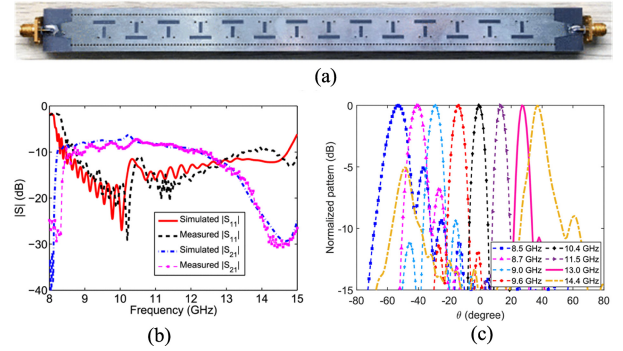 (a)
|S| (dB)
0
-10
-20
-30
-40
8
9
10
11
12
13
14
15
Frequency (GHz)
Simulated |S11|
Measured |S11|
Simulated |S21|
Measured |S21|
(b)
Normalized pattern (dB)
0
-5
-10
-15
-80
-60
-40
-20
0
20
40
60
80
θ (degree)
8.5 GHz
8.7 GHz
9.0 GHz
9.6 GHz
10.4 GHz
11.5 GHz
13.0 GHz
14.4 GHz
(c)